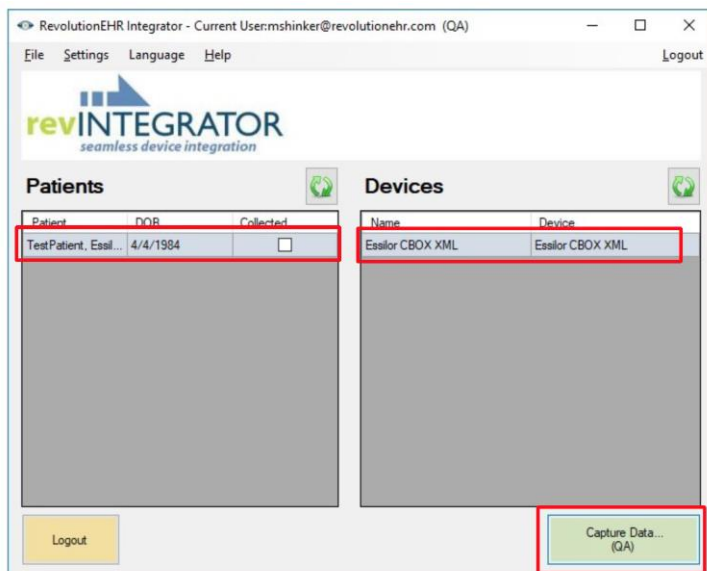 RevolutionEHR Integrator - Current User:mshinker@revolutionehr.com (QA)
File Settings Language Help Logout
revINTEGRATOR
seamless device integration
Patients Devices
Patient DOB Collected Name Device
TestPatient, Essil... 4/4/1984 Essilor CBOX XML Essilor CBOX XML
Logout
Capture Data...
(QA)